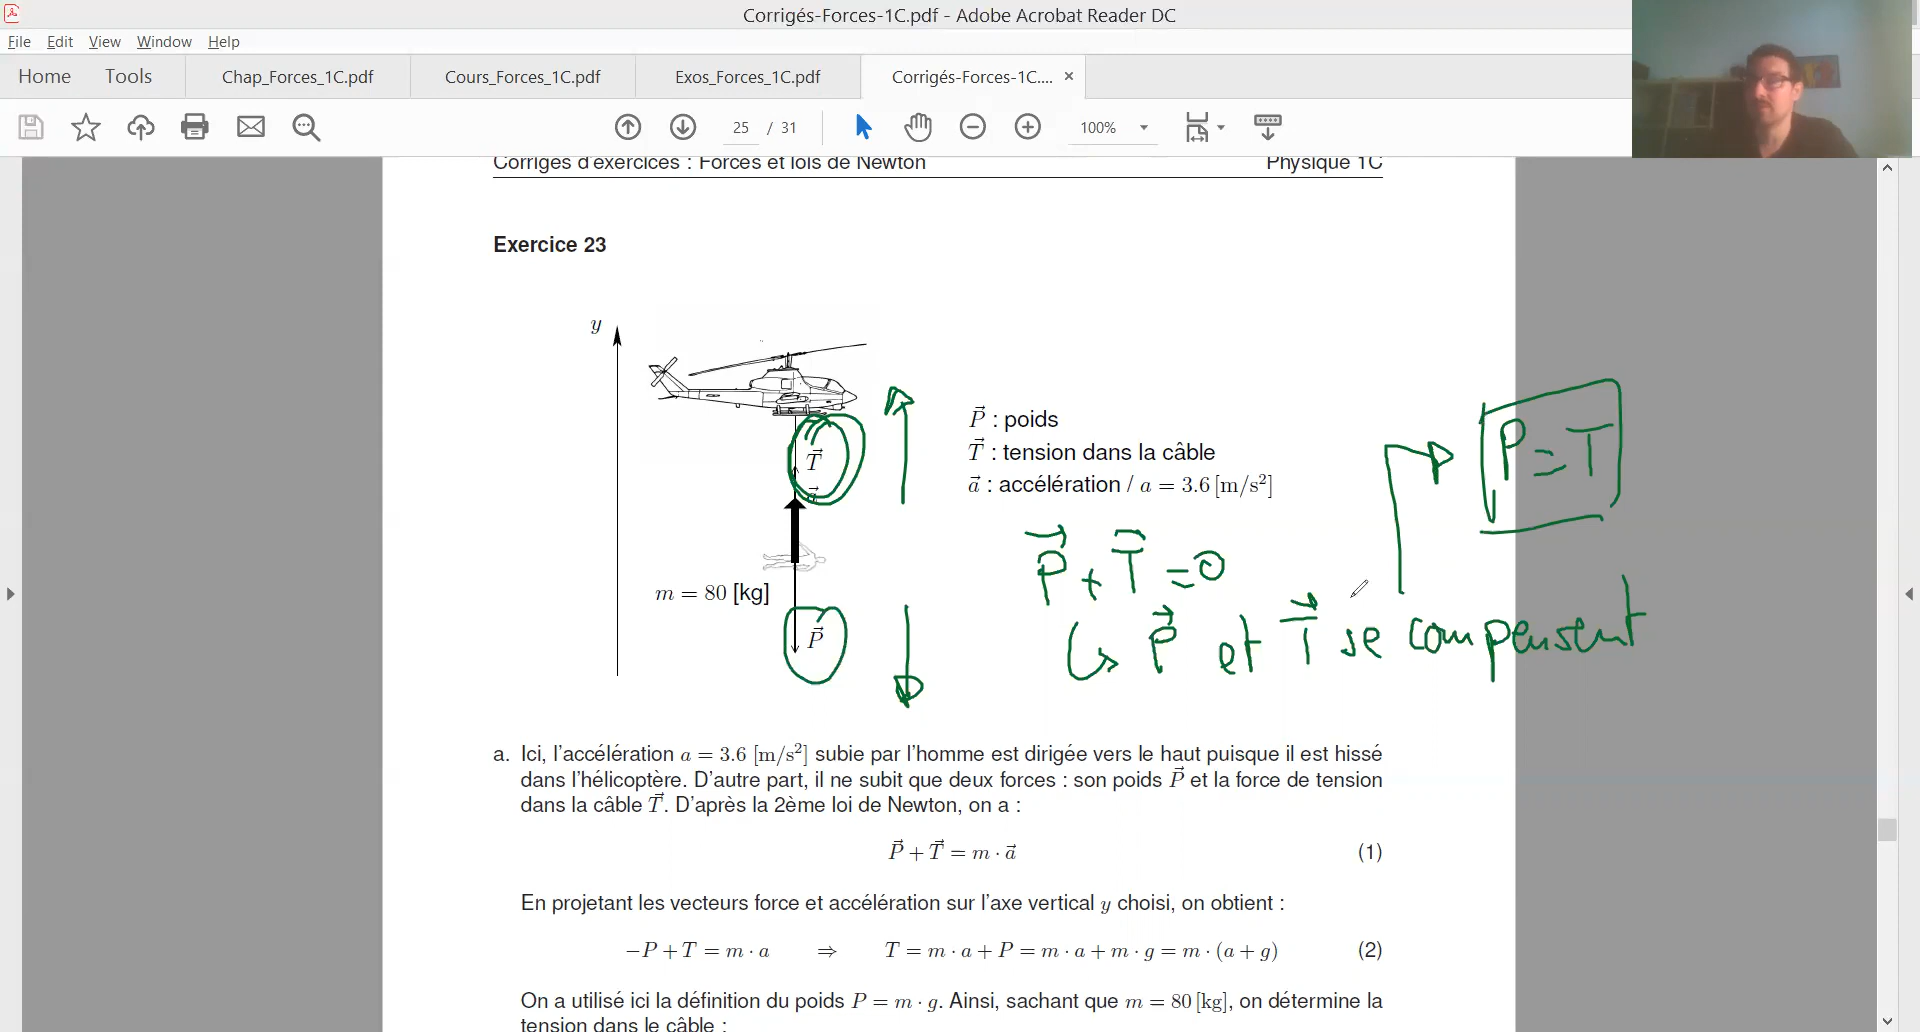 Corrigés-Forces-1C.pdf - Adobe Acrobat Reader DC
File Edit View Window Help
Home Tools Chap_Forces_1C.pdf Cours_Forces_1C.pdf Exos_Forces_1C.pdf Corrigés-Forces-1C.... ×
25 / 31 100%
Corrigés d'exercices : Forces et lois de Newton Physique 1C
Exercice 23
y
T⃗
a⃗
m = 80 [kg]
P⃗
P⃗ : poids
T⃗ : tension dans la câble
a⃗ : accélération / a = 3.6 [m/s²]
P = T
P⃗ + T⃗ = 0
↳ P⃗ et T⃗ se compensent
a. Ici, l'accélération a = 3.6 [m/s²] subie par l'homme est dirigée vers le haut puisque il est hissé
dans l'hélicoptère. D'autre part, il ne subit que deux forces : son poids P⃗ et la force de tension
dans la câble T⃗. D'après la 2ème loi de Newton, on a :
P⃗ + T⃗ = m · a⃗ (1)
En projetant les vecteurs force et accélération sur l'axe vertical y choisi, on obtient :
−P + T = m · a ⇒ T = m · a + P = m · a + m · g = m · (a + g) (2)
On a utilisé ici la définition du poids P = m · g. Ainsi, sachant que m = 80 [kg], on détermine la
tension dans le câble :